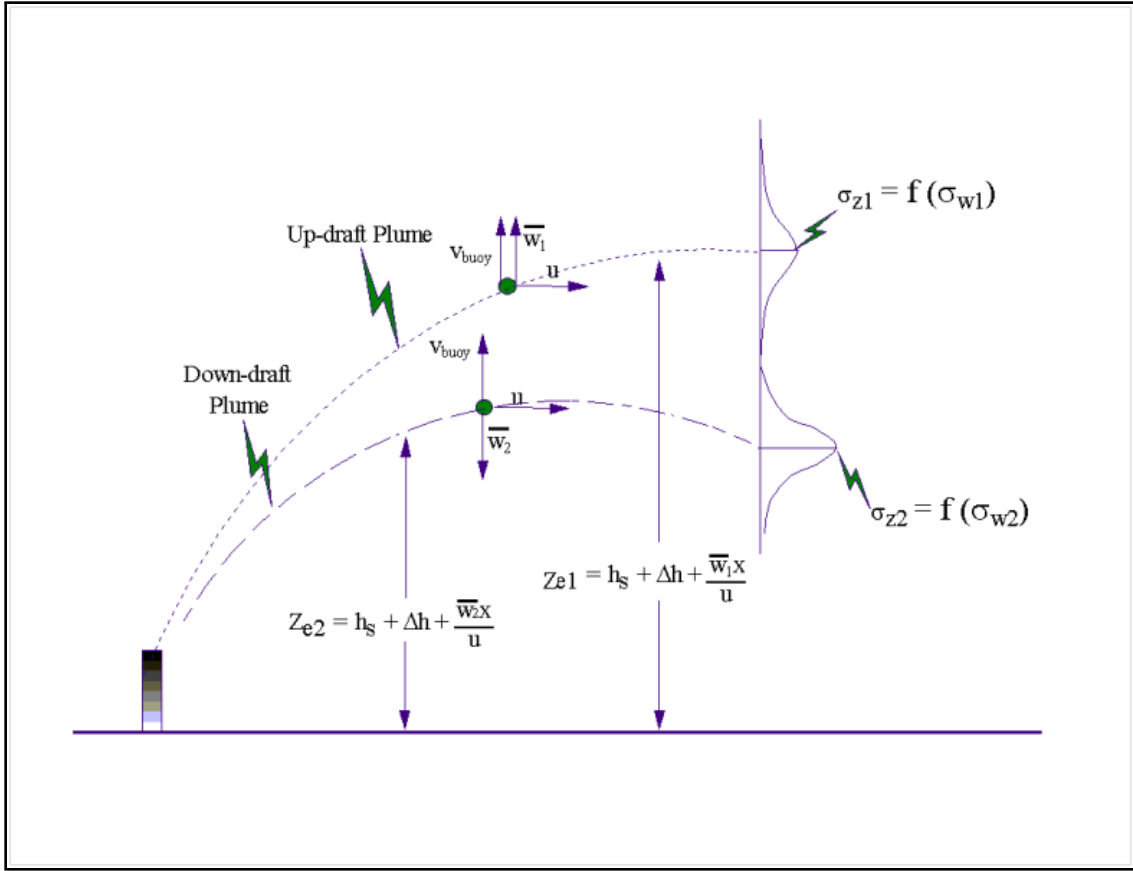 σz1 = f (σw1)
Up-draft Plume
vbuoy
w̅1
u
vbuoy
Down-draft
Plume
u
w̅2
σz2 = f (σw2)
Ze1 = hs + Δh + w̅1x/u
Ze2 = hs + Δh + w̅2x/u